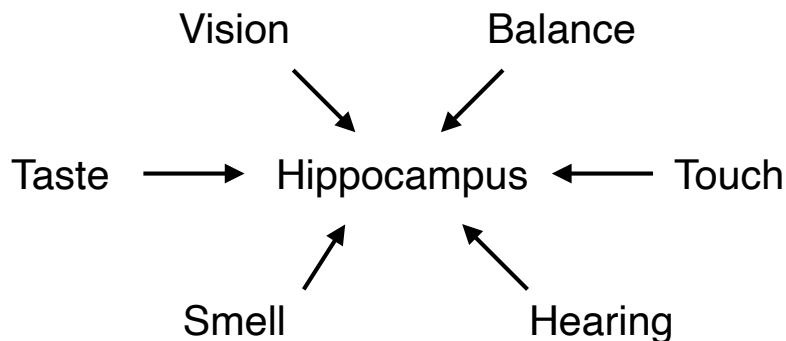 Vision
Balance
Taste
Hippocampus
Touch
Smell
Hearing